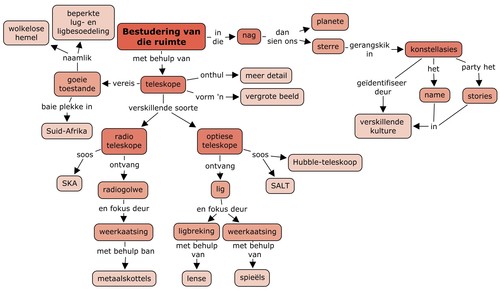 beperkte
lug- en
ligbesoedeling
wolkelose
hemel
Bestudering van
die ruimte
in
die
nag
dan
sien ons
planete
sterre
gerangskik
in
konstellasies
naamlik
met behulp van
goeie
toestande
vereis
teleskope
onthul
meer detail
vorm 'n
vergrote beeld
geïdentifiseer
deur
het
party het
name
stories
verskillende
kulture
in
baie plekke in
Suid-Afrika
verskillende soorte
radio
teleskope
optiese
teleskope
soos
SKA
ontvang
radiogolwe
ontvang
soos
Hubble-teleskoop
SALT
lig
en fokus deur
en fokus deur
weerkaatsing
ligbreking
weerkaatsing
met behulp ban
met behulp
van
met behulp
van
metaalskottels
lense
spieëls